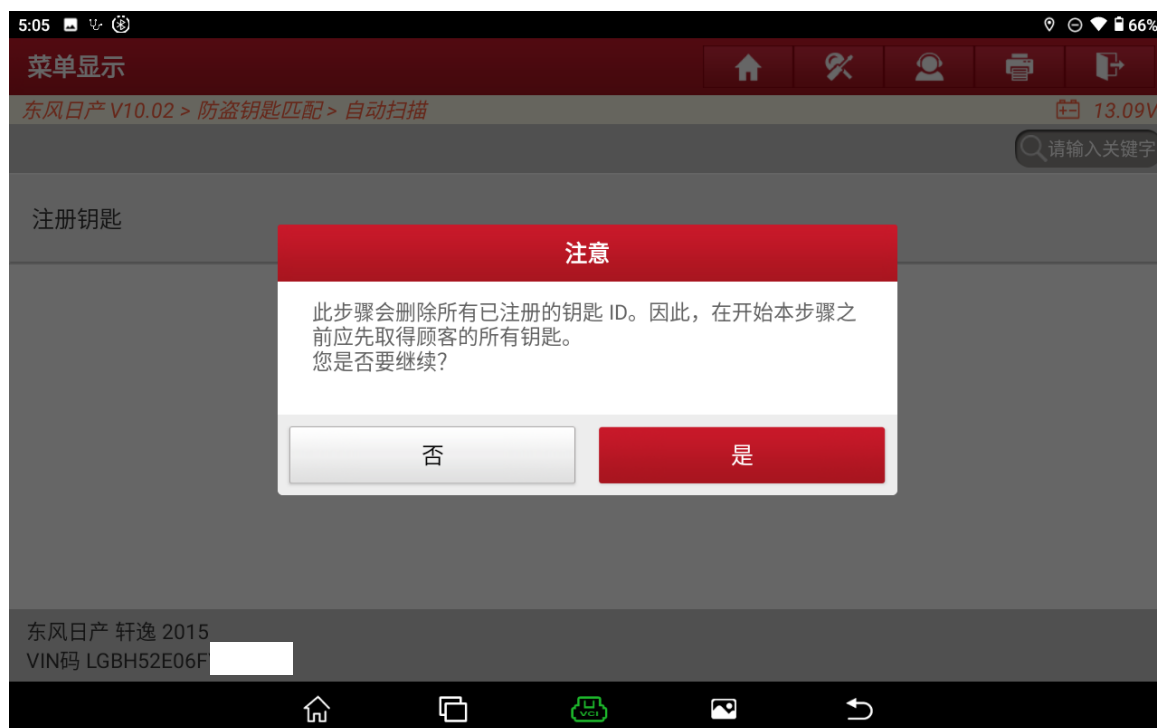 5:05
66%
菜单显示
东风日产 V10.02 > 防盗钥匙匹配 > 自动扫描
13.09V
请输入关键字
注册钥匙
注意
此步骤会删除所有已注册的钥匙 ID。因此，在开始本步骤之
前应先取得顾客的所有钥匙。
您是否要继续？
否
是
东风日产 轩逸 2015
VIN码 LGBH52E06F
VCI